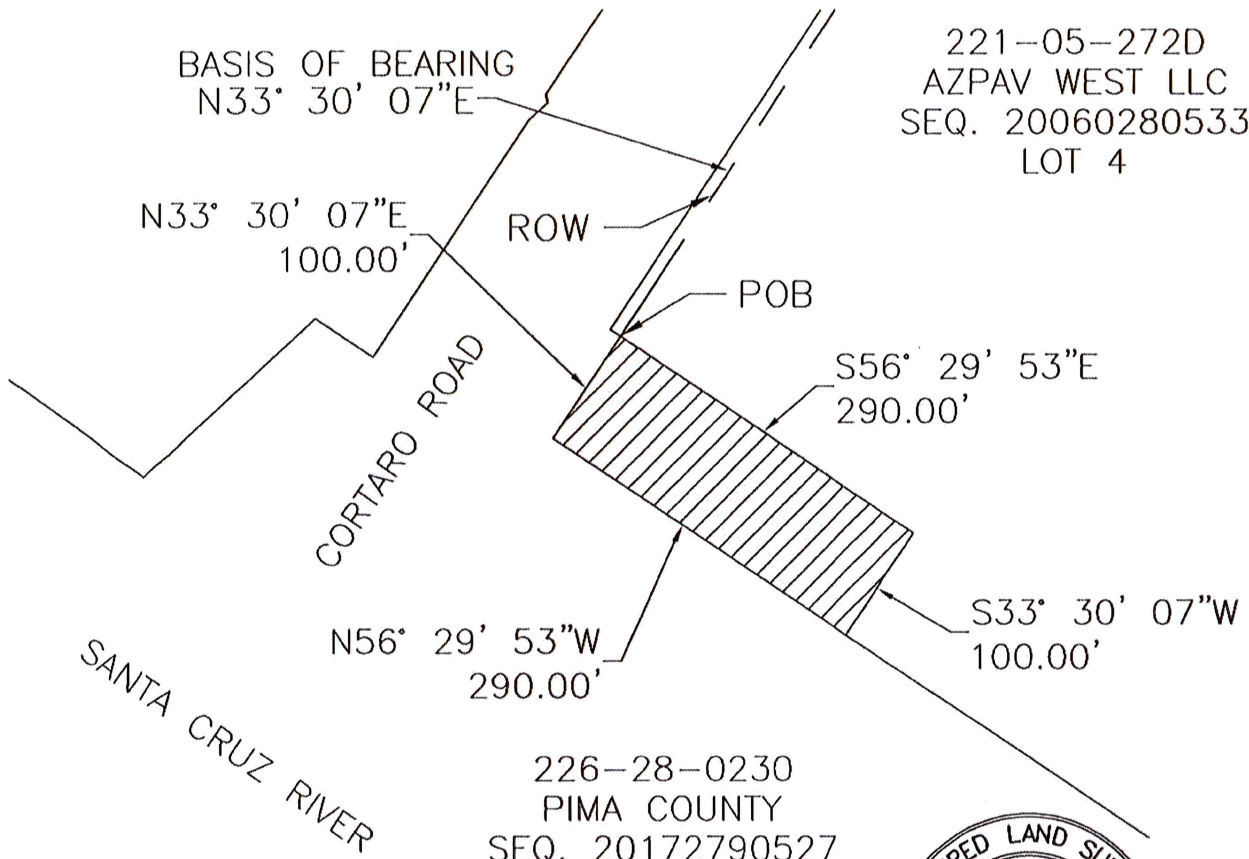 BASIS OF BEARING
N33° 30' 07"E
221-05-272D
AZPAV WEST LLC
SEQ. 20060280533
LOT 4
N33° 30' 07"E
100.00'
ROW
POB
S56° 29' 53"E
290.00'
CORTARO ROAD
S33° 30' 07"W
100.00'
N56° 29' 53"W
290.00'
SANTA CRUZ RIVER
226-28-0230
PIMA COUNTY
SEQ. 20172790527
LAND